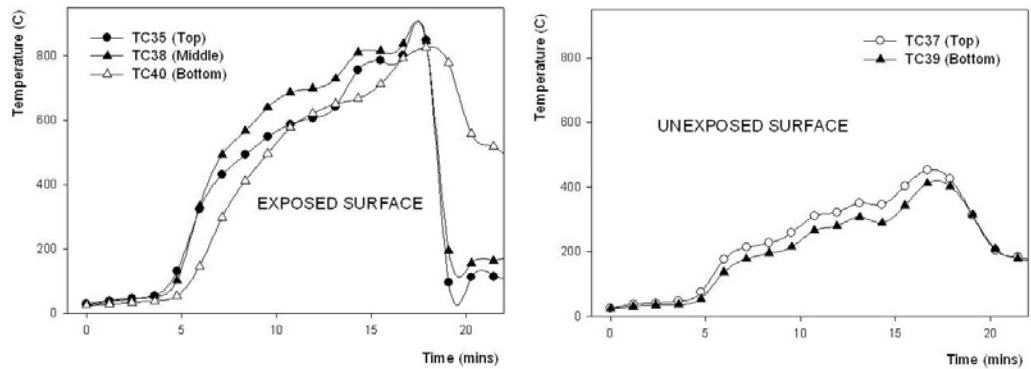 Temperature (C)
800
600
400
200
0
TC35 (Top)
TC38 (Middle)
TC40 (Bottom)
EXPOSED SURFACE
0
5
10
15
20
Time (mins)
Temperature (C)
800
600
400
200
0
TC37 (Top)
TC39 (Bottom)
UNEXPOSED SURFACE
0
5
10
15
20
Time (mins)